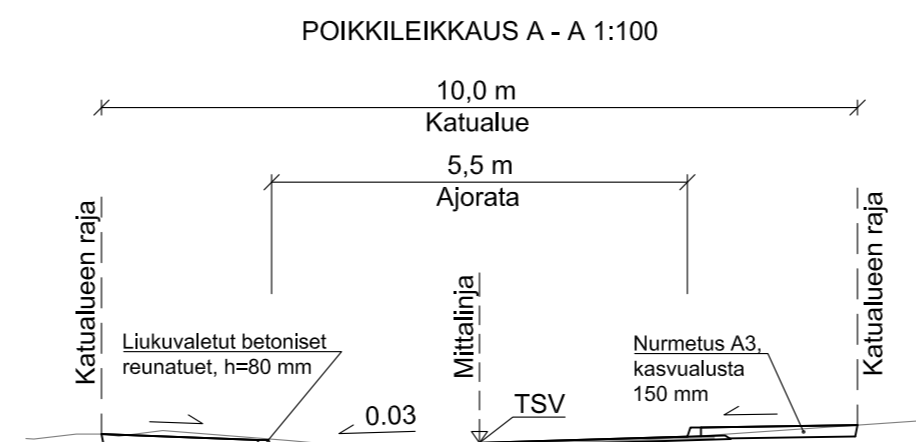 POIKKILEIKKAUS A - A 1:100
10,0 m
Katualue
5,5 m
Ajorata
Katualueen raja
Mittalinja
Katualueen raja
Liukuvaletut betoniset
reunatuet, h=80 mm
Nurmetus A3,
kasvualusta
150 mm
0.03
TSV